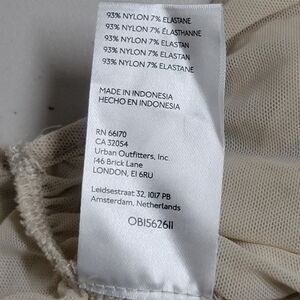 93% NYLON 7% ELASTANE
93% NYLON 7% ÉLASTHANNE
93% NYLON 7% ELASTAN
93% NYLON 7% ELASTAN
93% NYLON 7% ELASTANE
MADE IN INDONESIA
HECHO EN INDONESIA
RN 66170
CA 32054
Urban Outfitters, Inc.
146 Brick Lane
LONDON, E1 6RU
Leidsestraat 32, 1017 PB
Amsterdam, Netherlands
OB1562611